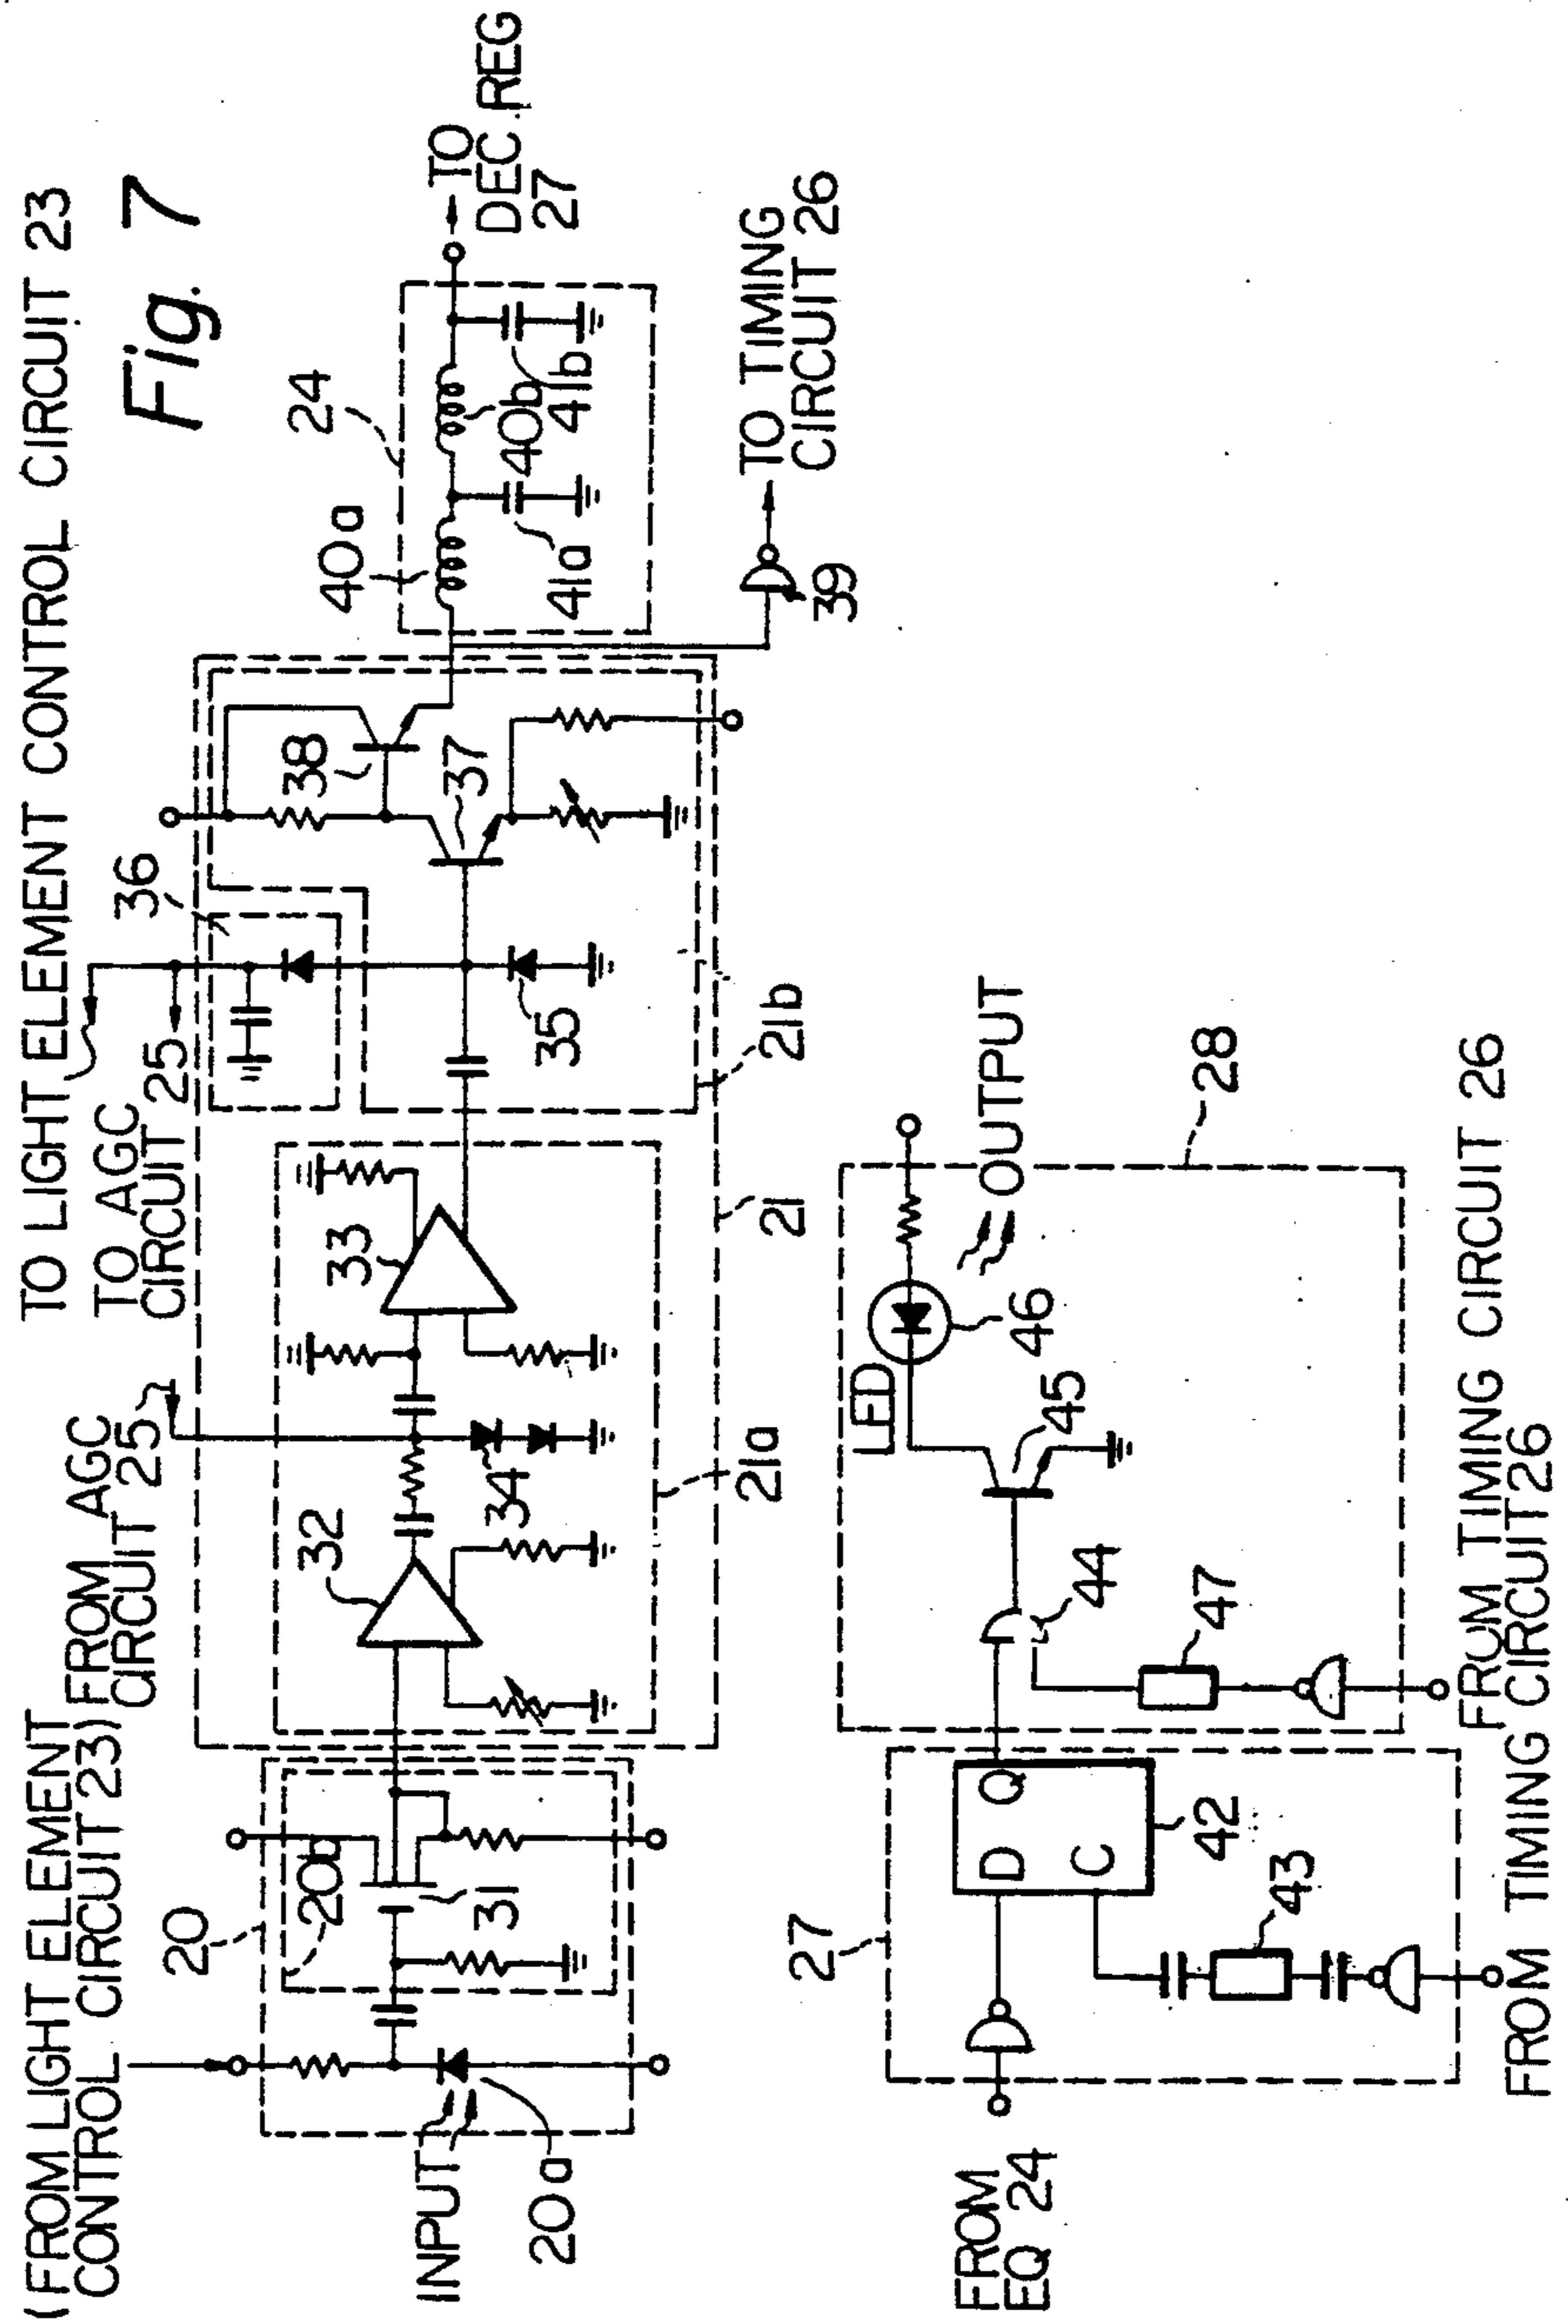 Fig. 7
(FROM LIGHT ELEMENT
CONTROL CIRCUIT 23)
FROM AGC
CIRCUIT 25
TO AGC
CIRCUIT 25
TO LIGHT ELEMENT CONTROL CIRCUIT 23
20
20b
31
INPUT
20a
32
34
33
21a
21
36
35
21b
37
38
24
40a
41a
40b
41b
TO
DEC.REG
27
39
TO TIMING
CIRCUIT 26
FROM
EQ 24
27
D
Q
C
42
43
FROM TIMING CIRCUIT 26
44
47
45
LED
46
OUTPUT
28
FROM TIMING CIRCUIT 26